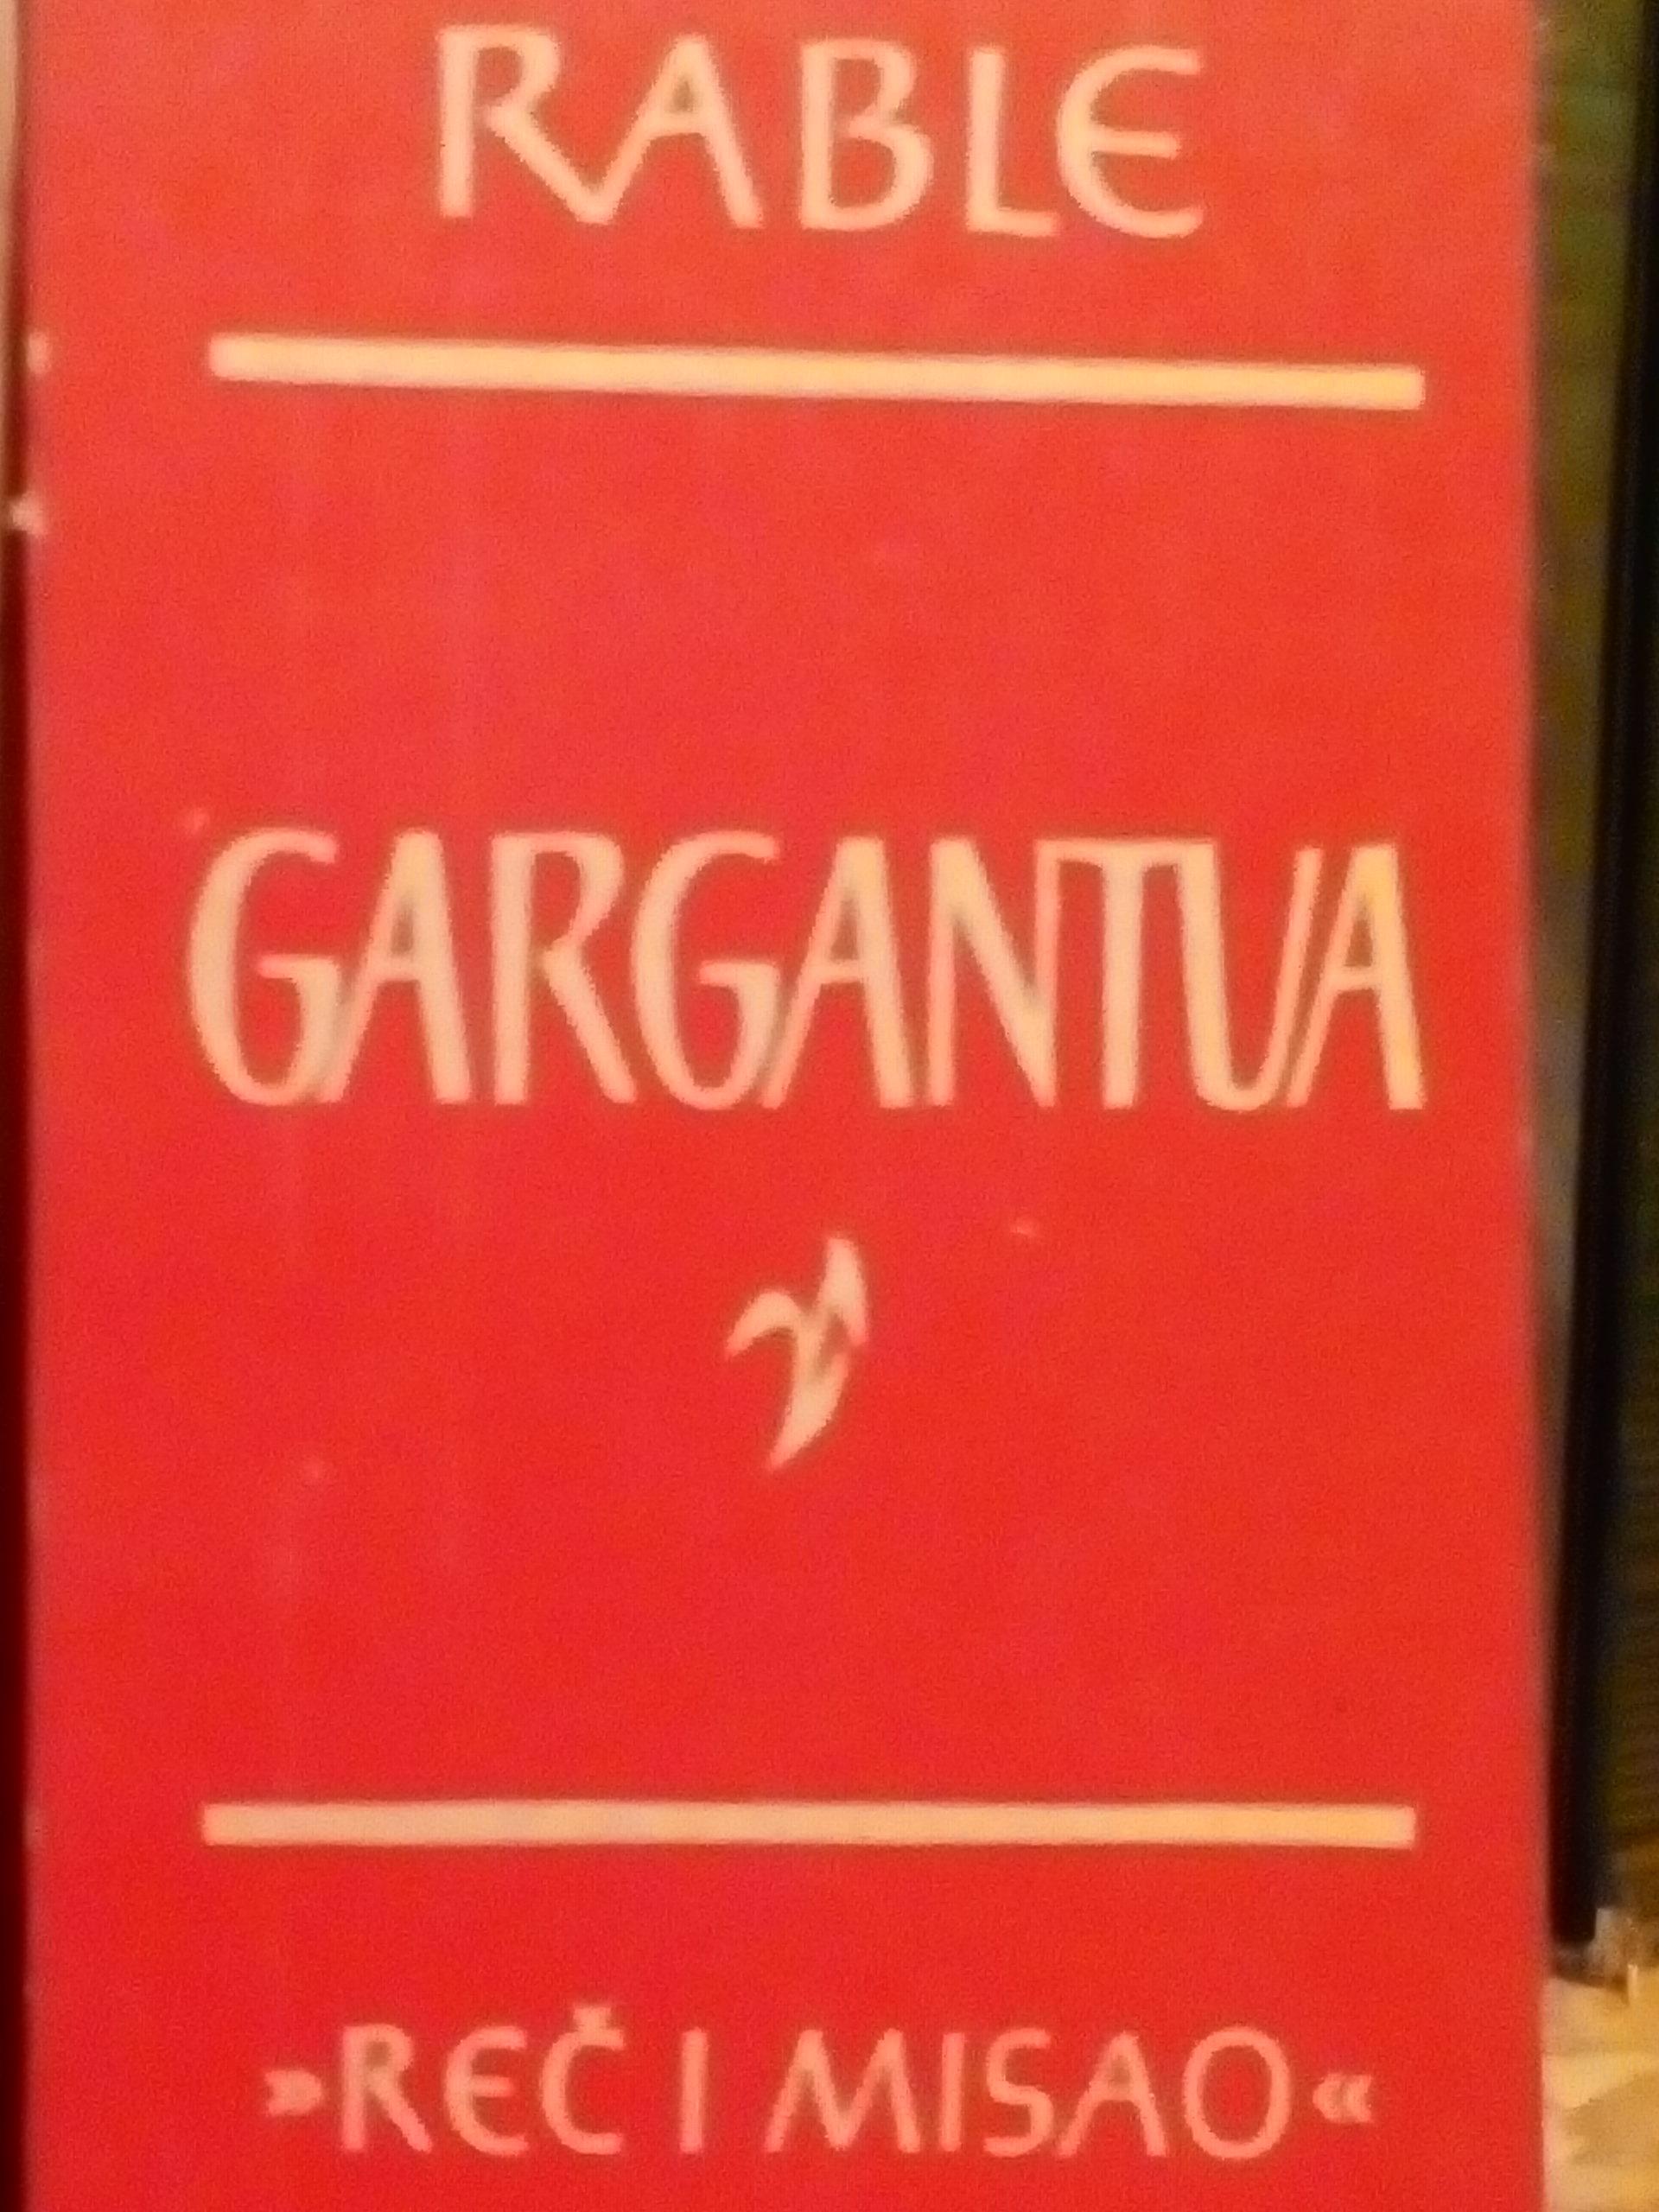 RABLE
GARGANTUA
»REČ I MISAO«